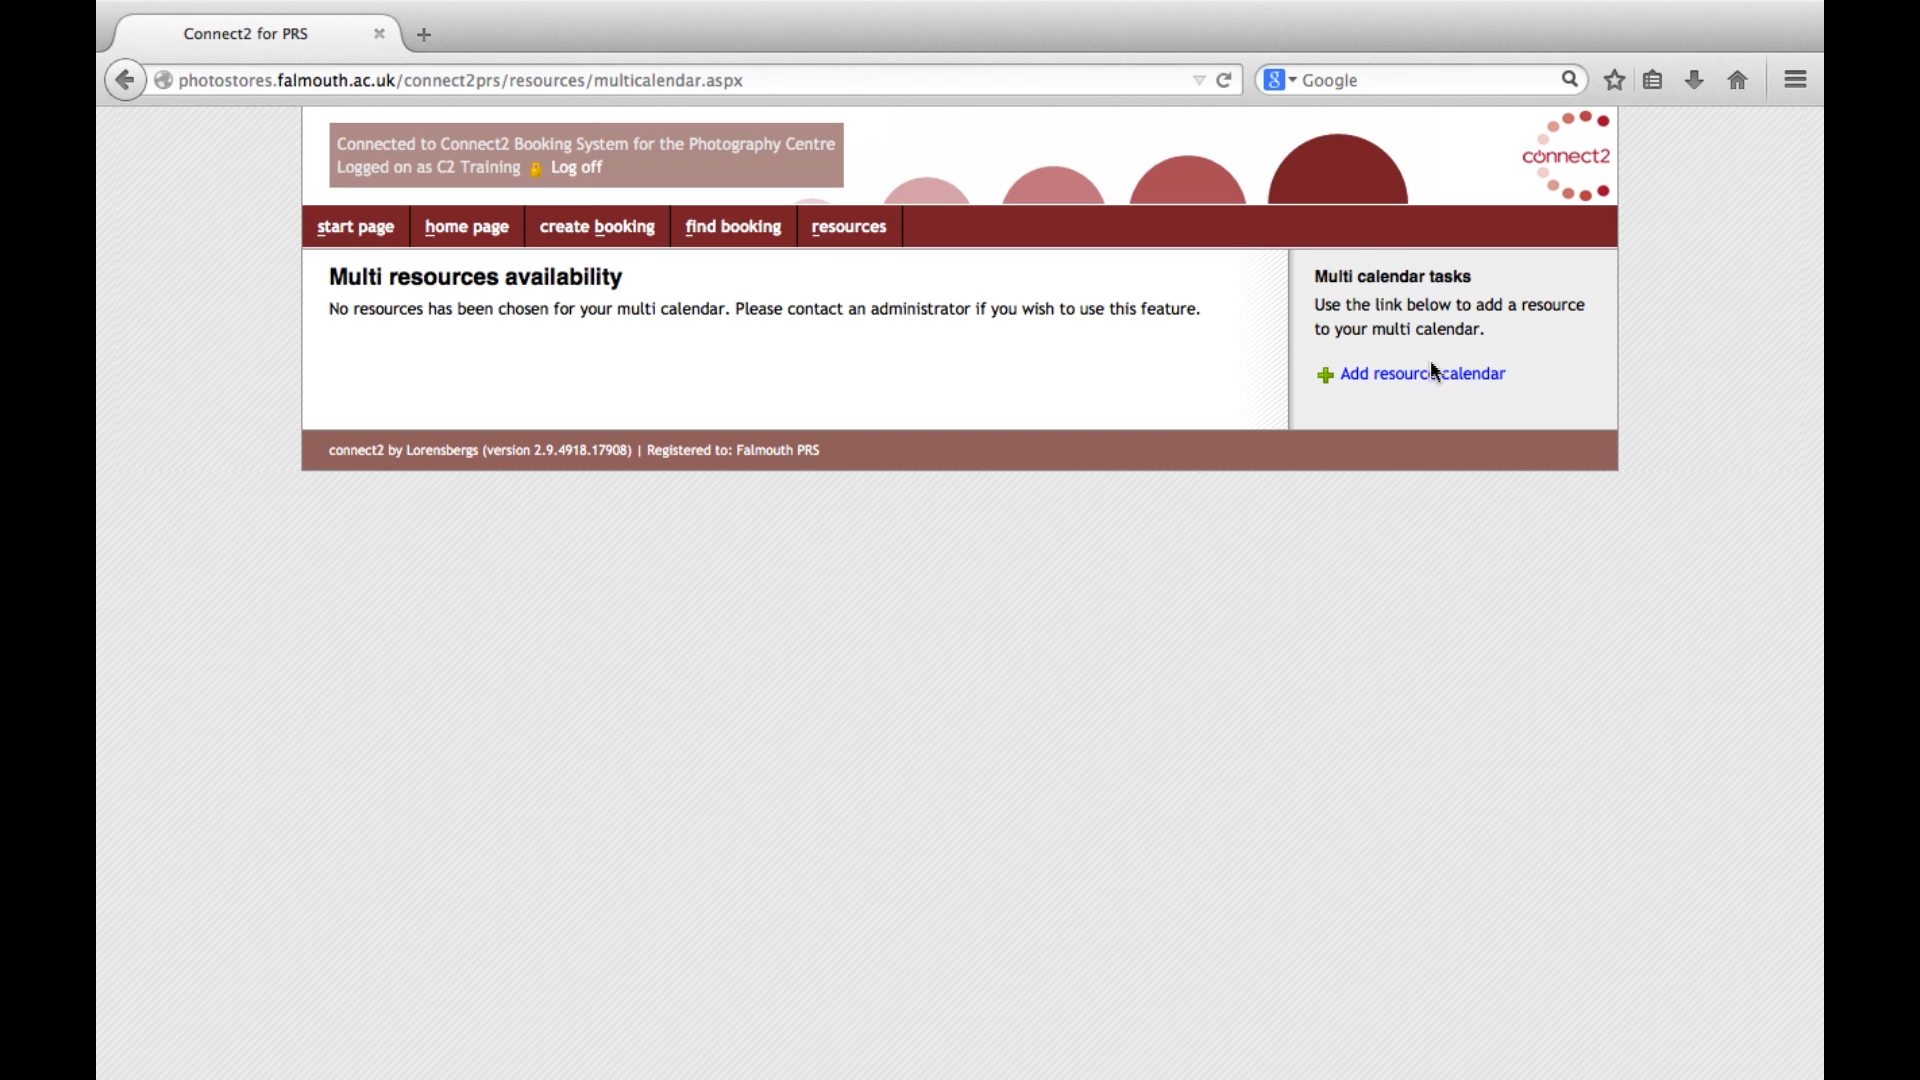 Connect2 for PRS
photostores.falmouth.ac.uk/connect2prs/resources/multicalendar.aspx
8 Google
Connected to Connect2 Booking System for the Photography Centre
Logged on as C2 Training Log off
connect2
start page home page create booking find booking resources
Multi resources availability
No resources has been chosen for your multi calendar. Please contact an administrator if you wish to use this feature.
Multi calendar tasks
Use the link below to add a resource
to your multi calendar.
Add resource calendar
connect2 by Lorensbergs (version 2.9.4918.17908) | Registered to: Falmouth PRS